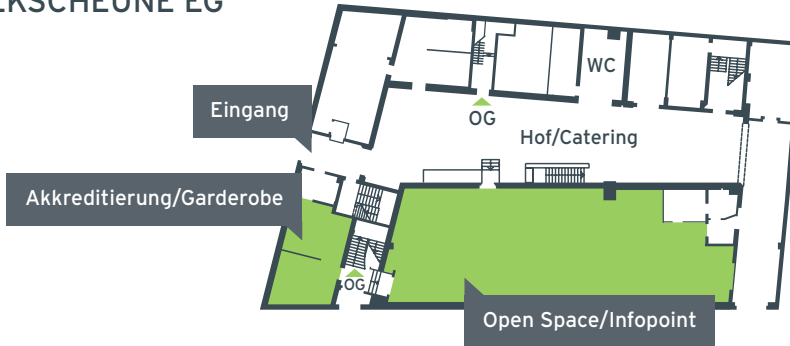 WC
Eingang
OG
Hof/Catering
Akkreditierung/Garderobe
OG
Open Space/Infopoint